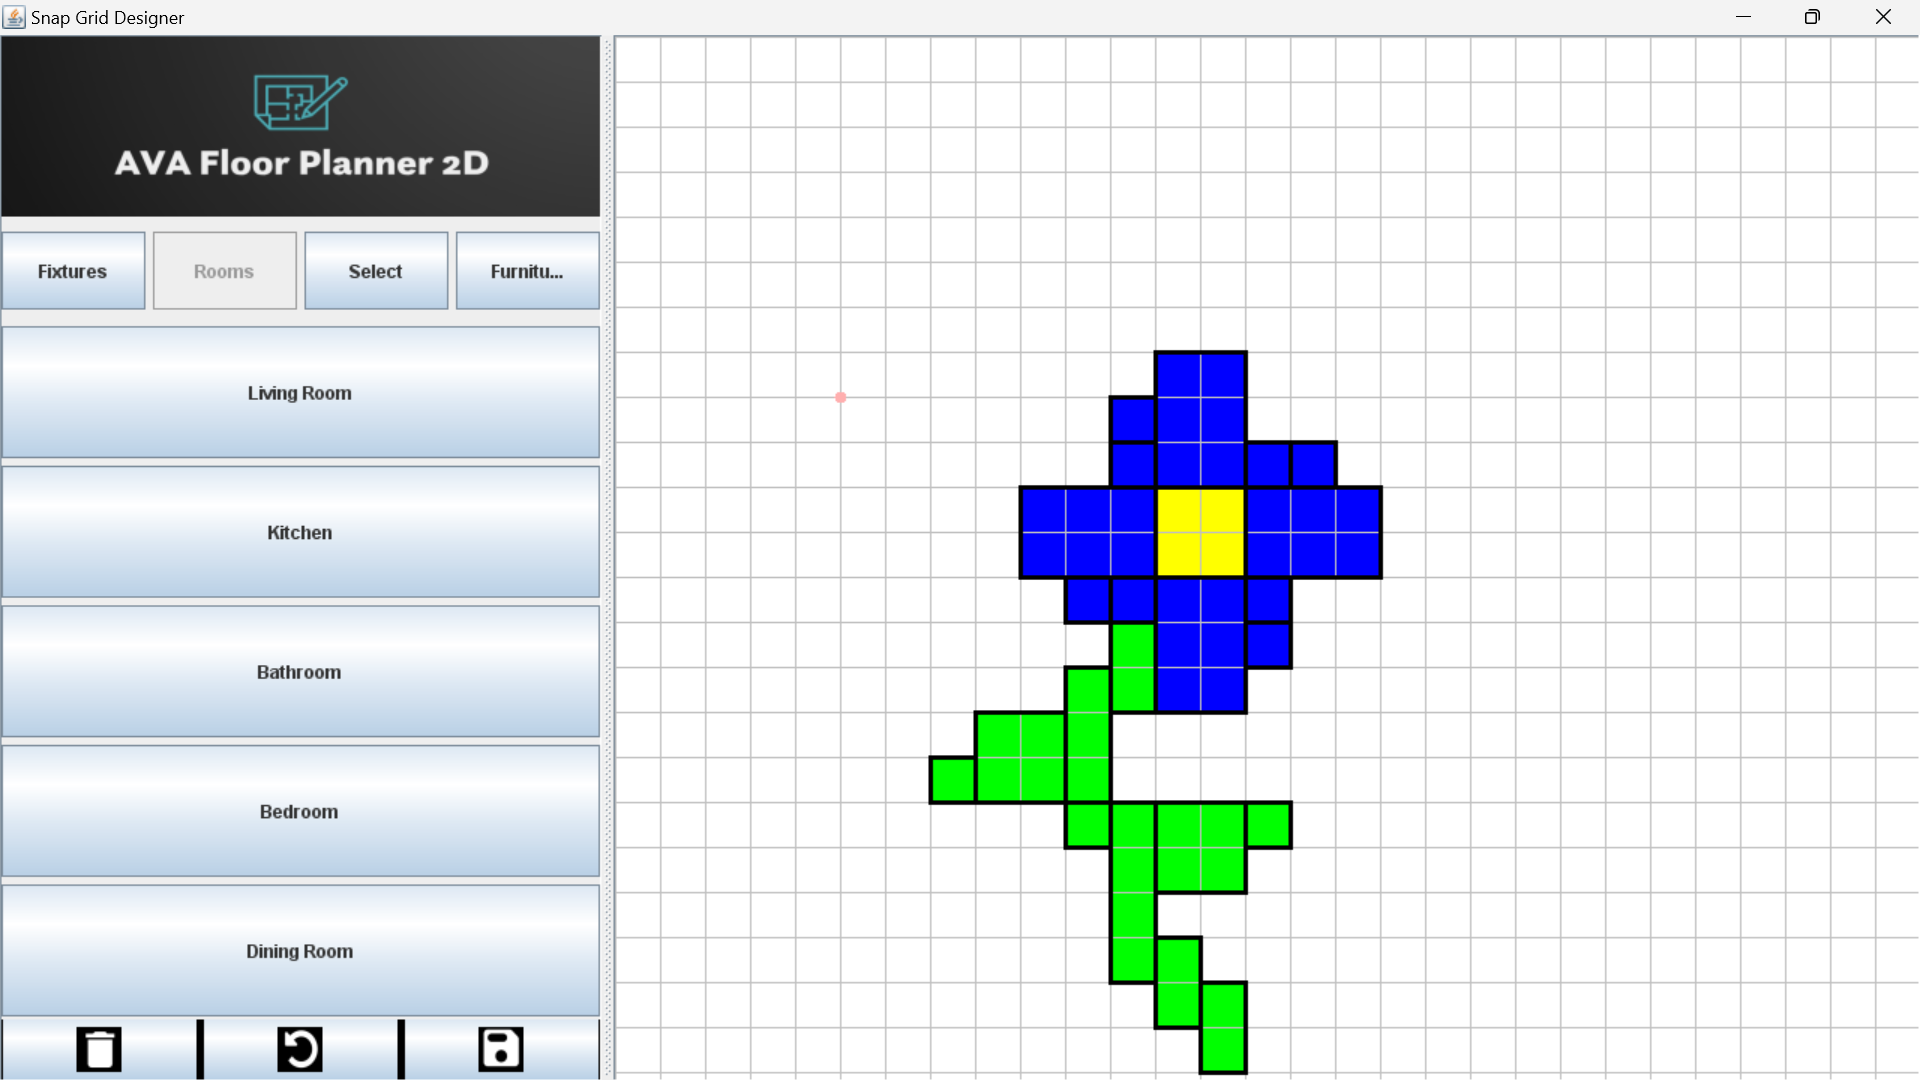 Snap Grid Designer
AVA Floor Planner 2D
Fixtures
Rooms
Select
Furnitu...
Living Room
Kitchen
Bathroom
Bedroom
Dining Room